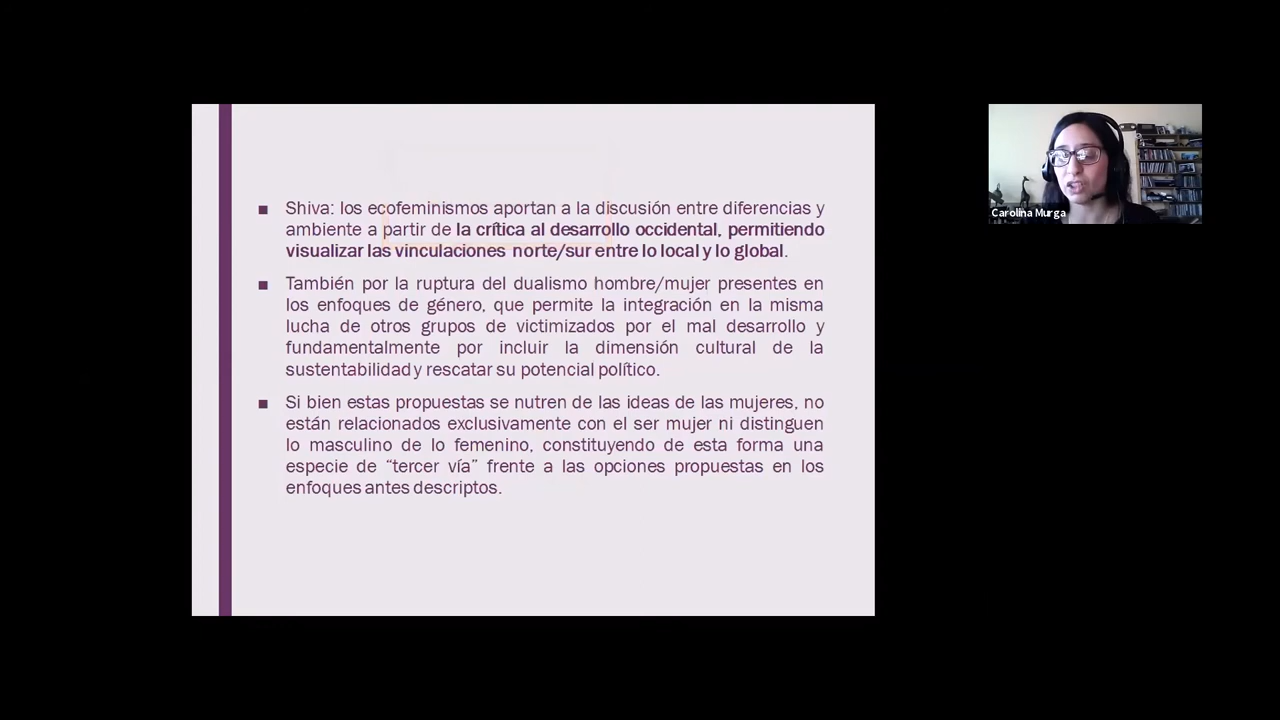 ■ Shiva: los ecofeminismos aportan a la discusión entre diferencias y
ambiente a partir de la crítica al desarrollo occidental, permitiendo
visualizar las vinculaciones norte/sur entre lo local y lo global.
■ También por la ruptura del dualismo hombre/mujer presentes en
los enfoques de género, que permite la integración en la misma
lucha de otros grupos de victimizados por el mal desarrollo y
fundamentalmente por incluir la dimensión cultural de la
sustentabilidad y rescatar su potencial político.
■ Si bien estas propuestas se nutren de las ideas de las mujeres, no
están relacionados exclusivamente con el ser mujer ni distinguen
lo masculino de lo femenino, constituyendo de esta forma una
especie de “tercer vía” frente a las opciones propuestas en los
enfoques antes descriptos.
Carolina Murga